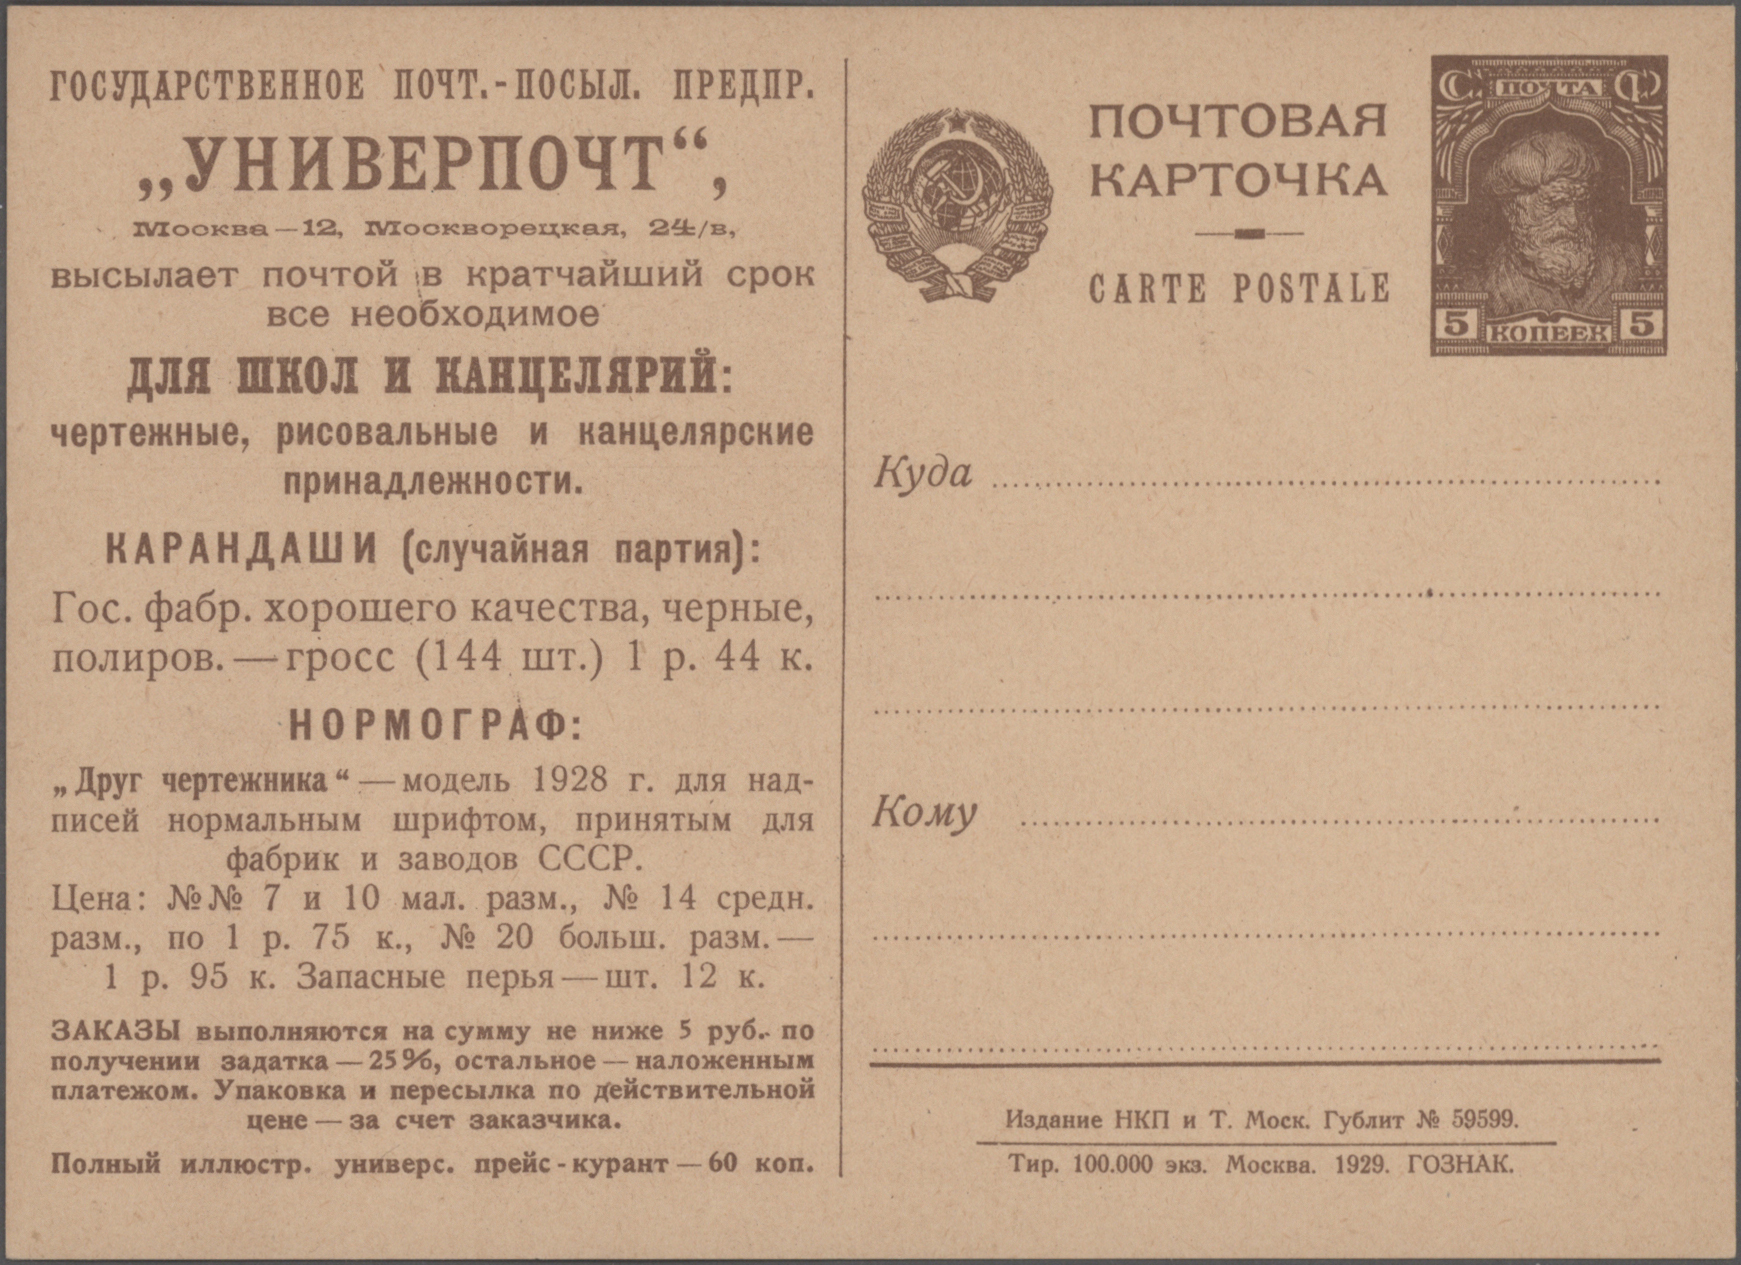 ГОСУДАРСТВЕННОЕ ПОЧТ.-ПОСЫЛ. ПРЕДПР.
„УНИВЕРПОЧТ“,
Москва—12, Москворецкая, 24/в,
высылает почтой в кратчайший срок
все необходимое
ДЛЯ ШКОЛ И КАНЦЕЛЯРИЙ:
чертежные, рисовальные и канцелярские
принадлежности.
КАРАНДАШИ (случайная партия):
Гос. фабр. хорошего качества, черные,
полиров.—гросс (144 шт.) 1 р. 44 к.
НОРМОГРАФ:
„Друг чертежника“—модель 1928 г. для над-
писей нормальным шрифтом, принятым для
фабрик и заводов СССР.
Цена: №№ 7 и 10 мал. разм., № 14 средн.
разм., по 1 р. 75 к., № 20 больш. разм.—
1 р. 95 к. Запасные перья—шт. 12 к.
ЗАКАЗЫ выполняются на сумму не ниже 5 руб. по
получении задатка—25%, остальное—наложенным
платежом. Упаковка и пересылка по действительной
цене—за счет заказчика.
Полный иллюстр. универс. прейс-курант—60 коп.
ПОЧТОВАЯ
КАРТОЧКА
CARTE POSTALE
ПОЧТА
5 КОПЕЕК 5
Куда
Кому
Издание НКП и Т. Моск. Гублит № 59599.
Тир. 100.000 экз. Москва. 1929. ГОЗНАК.